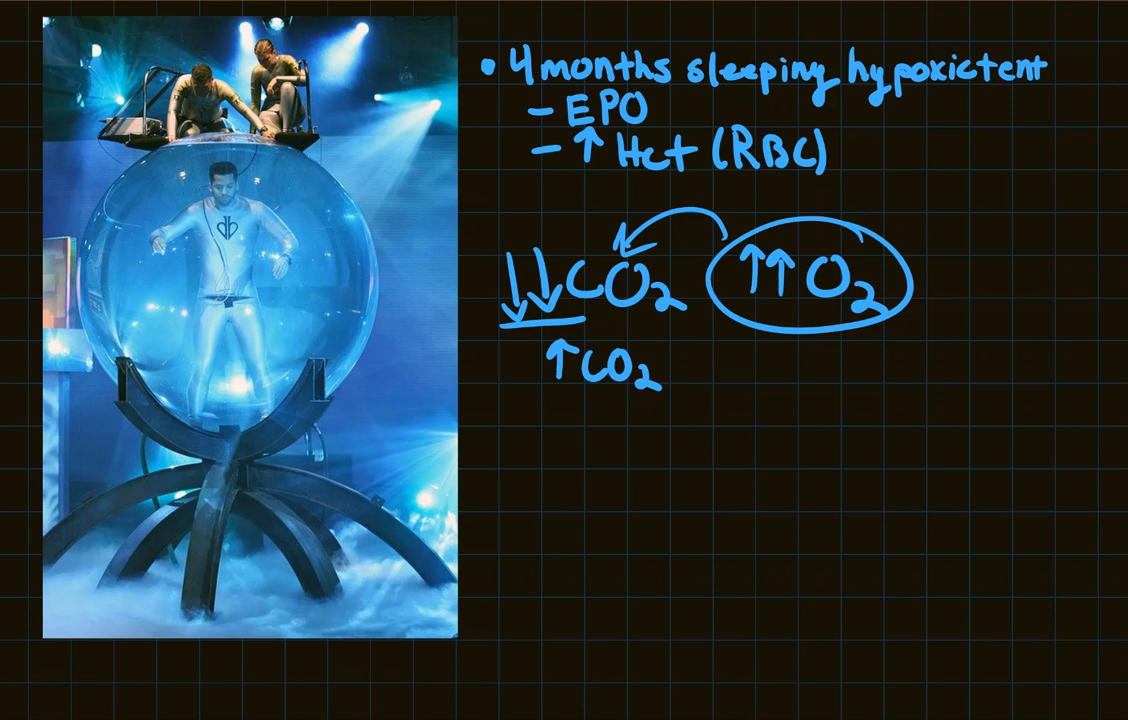 • 4 months sleeping hypoxic tent
– EPO
– ↑ Hct (RBC)
↓↓ CO₂ ↑↑ O₂
↑ CO₂